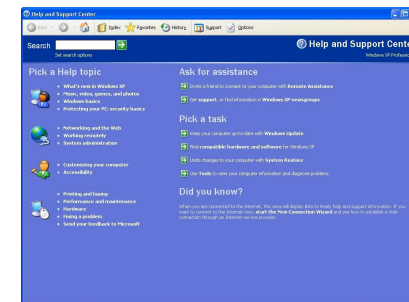 Help and Support Center
Back
Index
Favorites
History
Support
Options
Search
Set search options
Help and Support Cente
Windows XP Professio
Pick a Help topic
What's new in Windows XP
Music, video, games, and photos
Windows basics
Protecting your PC: security basics
Networking and the Web
Working remotely
System administration
Customizing your computer
Accessibility
Printing and faxing
Performance and maintenance
Hardware
Fixing a problem
Send your feedback to Microsoft
Ask for assistance
Invite a friend to connect to your computer with Remote Assistance
Get support, or find information in Windows XP newsgroups
Pick a task
Keep your computer up-to-date with Windows Update
Find compatible hardware and software for Windows XP
Undo changes to your computer with System Restore
Use Tools to view your computer information and diagnose problems
Did you know?
When you are connected to the Internet, this area will display links to timely help and support information. If you
want to connect to the Internet now, start the New Connection Wizard and see how to establish a Web
connection through an Internet service provider.